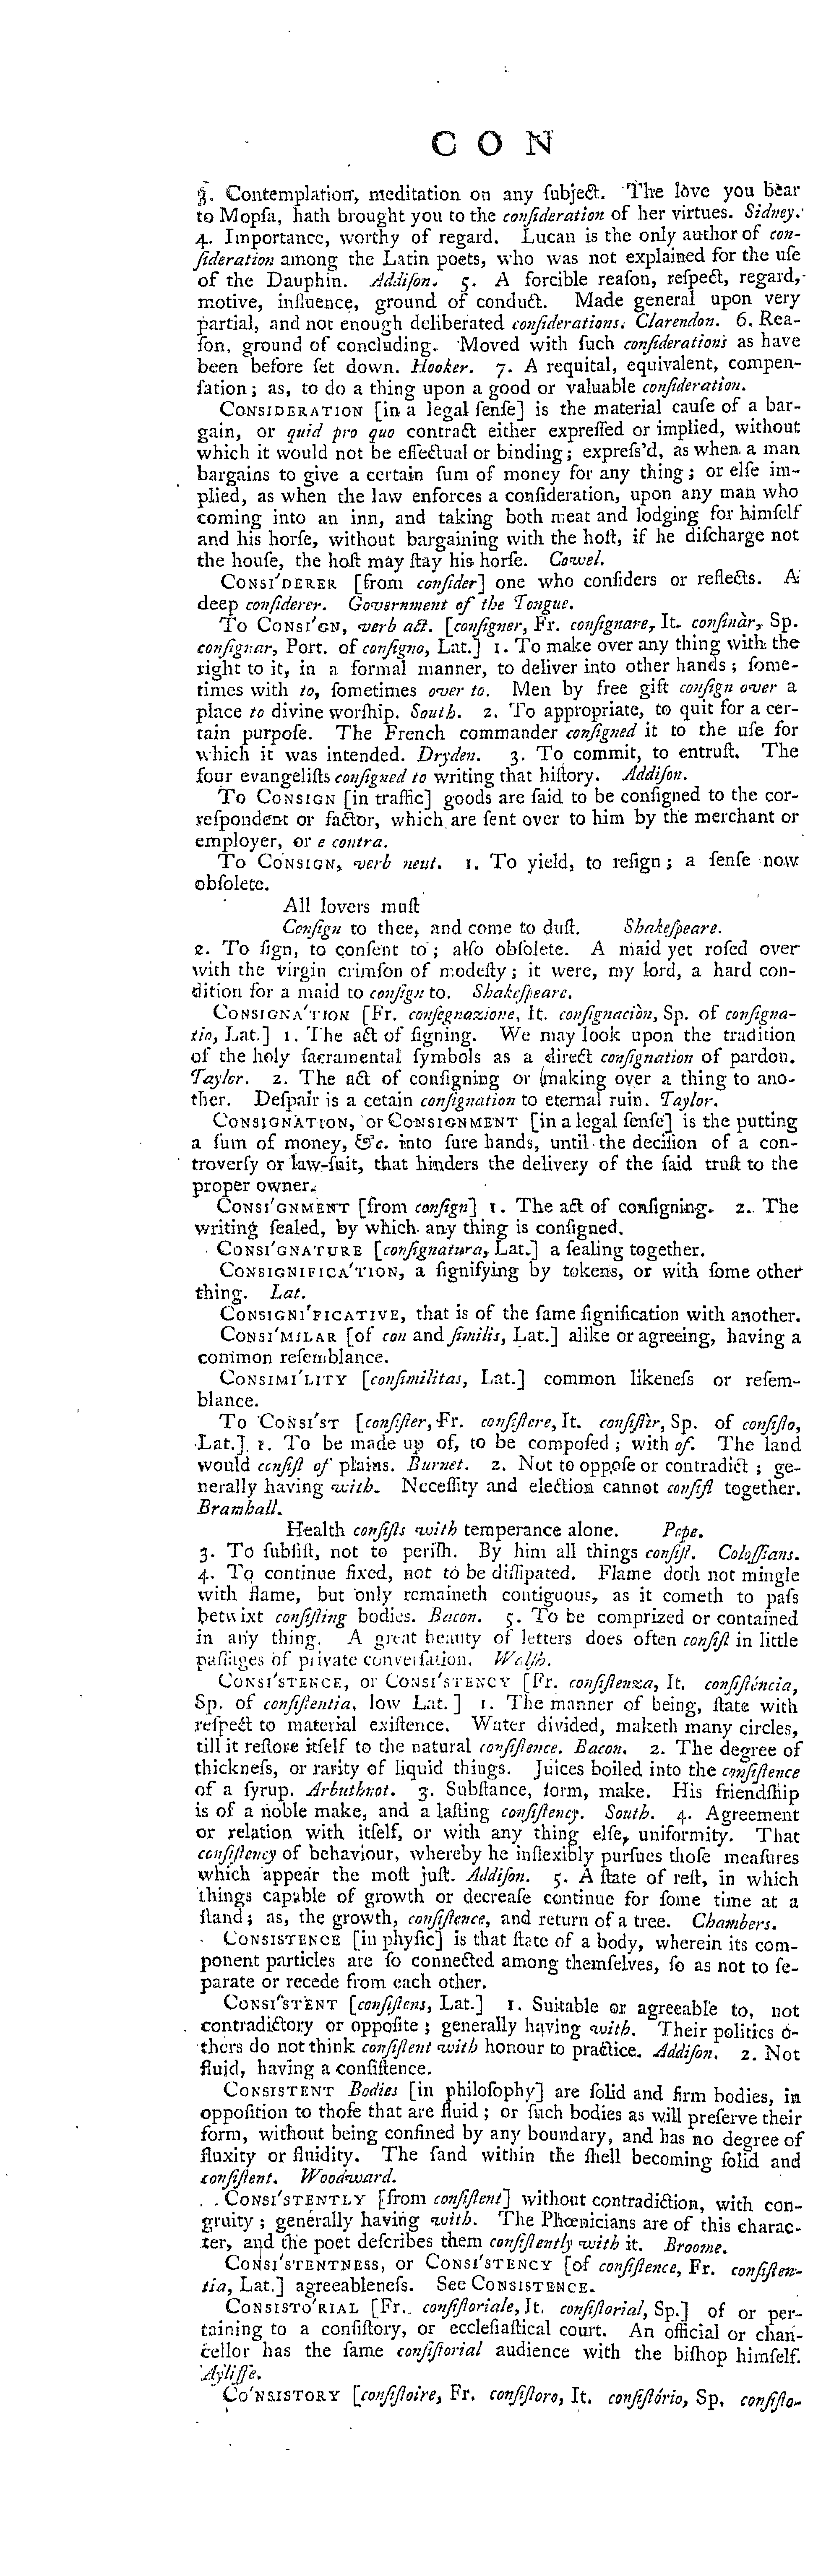 CON
3. Contemplation, meditation on any ſubject. The love you bear
to Mopſa, hath brought you to the conſideration of her virtues. Sidney.
4. Importance, worthy of regard. Lucan is the only author of con-
ſideration among the Latin poets, who was not explained for the uſe
of the Dauphin. Addiſon. 5. A forcible reaſon, reſpect, regard,
motive, influence, ground of conduct. Made general upon very
partial, and not enough deliberated conſiderations. Clarendon. 6. Rea-
ſon, ground of concluding. Moved with ſuch conſiderations as have
been before ſet down. Hooker. 7. A requital, equivalent, compen-
ſation; as, to do a thing upon a good or valuable conſideration.
CONSIDERATION [in a legal ſenſe] is the material cauſe of a bar-
gain, or quid pro quo contract either expreſſed or implied, without
which it would not be effectual or binding; expreſs'd, as when a man
bargains to give a certain ſum of money for any thing; or elſe im-
plied, as when the law enforces a conſideration, upon any man who
coming into an inn, and taking both meat and lodging for himſelf
and his horſe, without bargaining with the hoſt, if he diſcharge not
the houſe, the hoſt may ſtay his horſe. Cowel.
CONSI'DERER [from conſider] one who conſiders or reflects. A
deep conſiderer. Government of the Tongue.
To CONSI'GN, verb act. [conſigner, Fr. conſignare, It. conſinàr, Sp.
conſignar, Port. of conſigno, Lat.] 1. To make over any thing with the
right to it, in a formal manner, to deliver into other hands; ſome-
times with to, ſometimes over to. Men by free gift conſign over a
place to divine worſhip. South. 2. To appropriate, to quit for a cer-
tain purpoſe. The French commander conſigned it to the uſe for
which it was intended. Dryden. 3. To commit, to entruſt. The
four evangeliſts conſigned to writing that hiſtory. Addiſon.
To CONSIGN [in traffic] goods are ſaid to be conſigned to the cor-
reſpondent or factor, which are ſent over to him by the merchant or
employer, or e contra.
To CONSIGN, verb neut. 1. To yield, to reſign; a ſenſe now
obſolete.
All lovers muſt
Conſign to thee, and come to duſt. Shakeſpeare.
2. To ſign, to conſent to; alſo obſolete. A maid yet roſed over
with the virgin crimſon of modeſty; it were, my lord, a hard con-
dition for a maid to conſign to. Shakeſpeare.
CONSIGNA'TION [Fr. conſegnazione, It. conſignaciòn, Sp. of conſigna-
tio, Lat.] 1. The act of ſigning. We may look upon the tradition
of the holy ſacramental ſymbols as a direct conſignation of pardon.
Taylor. 2. The act of conſigning or making over a thing to ano-
ther. Deſpair is a cetain conſignation to eternal ruin. Taylor.
CONSIGNATION, or CONSIGNMENT [in a legal ſenſe] is the putting
a ſum of money, &c. into ſure hands, until the deciſion of a con-
troverſy or law-ſuit, that hinders the delivery of the ſaid truſt to the
proper owner.
CONSI'GNMENT [from conſign] 1. The act of conſigning. 2. The
writing ſealed, by which any thing is conſigned.
CONSI'GNATURE [conſignatura, Lat.] a ſealing together.
CONSIGNIFICA'TION, a ſignifying by tokens, or with ſome other
thing. Lat.
CONSIGNI'FICATIVE, that is of the ſame ſignification with another.
CONSI'MILAR [of con and ſimilis, Lat.] alike or agreeing, having a
common reſemblance.
CONSIMI'LITY [conſimilitas, Lat.] common likeneſs or reſem-
blance.
To CONSI'ST [conſiſter, Fr. conſiſtere, It. conſiſtìr, Sp. of conſiſto,
Lat.] 1. To be made up of, to be compoſed; with of. The land
would conſiſt of plains. Burnet. 2. Not to oppoſe or contradict; ge-
nerally having with. Neceſſity and election cannot conſiſt together.
Bramhall.
Health conſiſts with temperance alone. Pope.
3. To ſubſiſt, not to periſh. By him all things conſiſt. Coloſſians.
4. To continue fixed, not to be diſſipated. Flame doth not mingle
with flame, but only remaineth contiguous, as it cometh to paſs
betwixt conſiſting bodies. Bacon. 5. To be comprized or contained
in any thing. A great beauty of letters does often conſiſt in little
paſſages of private converſation. Walſh.
CONSI'STENCE, or CONSI'STENCY [Fr. conſiſtenza, It. conſiſténcia,
Sp. of conſiſtentia, low Lat.] 1. The manner of being, ſtate with
reſpect to material exiſtence. Water divided, maketh many circles,
till it reſtore itſelf to the natural conſiſtence. Bacon. 2. The degree of
thickneſs, or rarity of liquid things. Juices boiled into the conſiſtence
of a ſyrup. Arbuthnot. 3. Subſtance, form, make. His friendſhip
is of a noble make, and a laſting conſiſtency. South. 4. Agreement
or relation with itſelf, or with any thing elſe, uniformity. That
conſiſtency of behaviour, whereby he inflexibly purſues thoſe meaſures
which appear the moſt juſt. Addiſon. 5. A ſtate of reſt, in which
things capable of growth or decreaſe continue for ſome time at a
ſtand; as, the growth, conſiſtence, and return of a tree. Chambers.
CONSISTENCE [in phyſic] is that ſtate of a body, wherein its com-
ponent particles are ſo connected among themſelves, ſo as not to ſe-
parate or recede from each other.
CONSI'STENT [conſiſtens, Lat.] 1. Suitable or agreeable to, not
contradictory or oppoſite; generally having with. Their politics o-
thers do not think conſiſtent with honour to practice. Addiſon. 2. Not
fluid, having a conſiſtence.
CONSISTENT Bodies [in philoſophy] are ſolid and firm bodies, in
oppoſition to thoſe that are fluid; or ſuch bodies as will preſerve their
form, without being confined by any boundary, and has no degree of
fluxity or fluidity. The ſand within the ſhell becoming ſolid and
conſiſtent. Woodward.
CONSI'STENTLY [from conſiſtent] without contradiction, with con-
gruity; generally having with. The Phœnicians are of this charac-
ter, and the poet deſcribes them conſiſtently with it. Broome.
CONSI'STENTNESS, or CONSI'STENCY [of conſiſtence, Fr. conſiſten-
tia, Lat.] agreeableneſs. See CONSISTENCE.
CONSISTO'RIAL [Fr. conſiſtoriale, It. conſiſtorial, Sp.] of or per-
taining to a conſiſtory, or eccleſiaſtical court. An official or chan-
cellor has the ſame conſiſtorial audience with the biſhop himſelf.
Ayliffe.
CO'NSISTORY [conſiſtoire, Fr. conſiſtoro, It. conſiſtório, Sp. conſiſto-